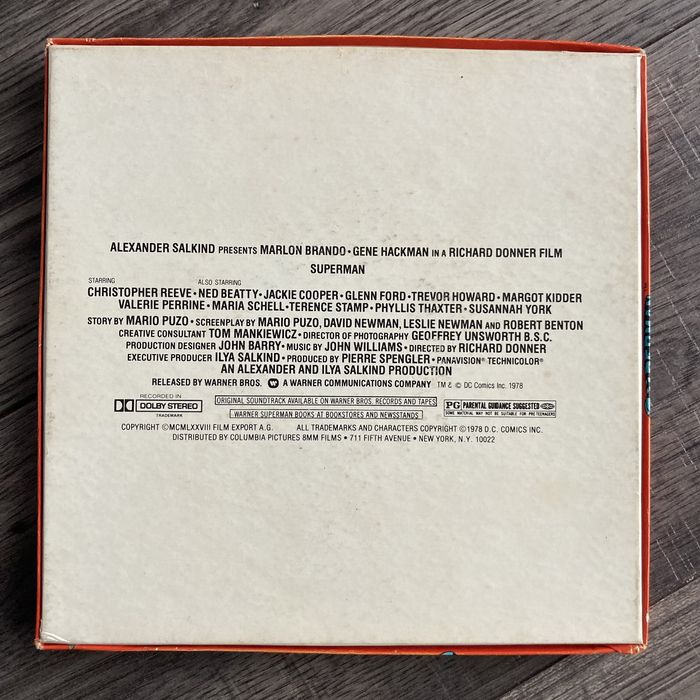 ALEXANDER SALKIND PRESENTS MARLON BRANDO • GENE HACKMAN IN A RICHARD DONNER FILM
SUPERMAN
STARRING ALSO STARRING
CHRISTOPHER REEVE • NED BEATTY • JACKIE COOPER • GLENN FORD • TREVOR HOWARD • MARGOT KIDDER
VALERIE PERRINE • MARIA SCHELL • TERENCE STAMP • PHYLLIS THAXTER • SUSANNAH YORK
STORY BY MARIO PUZO • SCREENPLAY BY MARIO PUZO, DAVID NEWMAN, LESLIE NEWMAN AND ROBERT BENTON
CREATIVE CONSULTANT TOM MANKIEWICZ • DIRECTOR OF PHOTOGRAPHY GEOFFREY UNSWORTH B.S.C.
PRODUCTION DESIGNER JOHN BARRY • MUSIC BY JOHN WILLIAMS • DIRECTED BY RICHARD DONNER
EXECUTIVE PRODUCER ILYA SALKIND • PRODUCED BY PIERRE SPENGLER • PANAVISION® TECHNICOLOR®
AN ALEXANDER AND ILYA SALKIND PRODUCTION
RELEASED BY WARNER BROS. A WARNER COMMUNICATIONS COMPANY TM & © DC Comics Inc. 1978
RECORDED IN
DOLBY STEREO
TRADEMARK
ORIGINAL SOUNDTRACK AVAILABLE ON WARNER BROS. RECORDS AND TAPES
WARNER SUPERMAN BOOKS AT BOOKSTORES AND NEWSSTANDS
PG PARENTAL GUIDANCE SUGGESTED
SOME MATERIAL MAY NOT BE SUITABLE FOR PRE-TEENAGERS
COPYRIGHT ©MCMLXXVIII FILM EXPORT A.G. ALL TRADEMARKS AND CHARACTERS COPYRIGHT ©1978 D.C. COMICS INC.
DISTRIBUTED BY COLUMBIA PICTURES 8MM FILMS • 711 FIFTH AVENUE • NEW YORK, N.Y. 10022